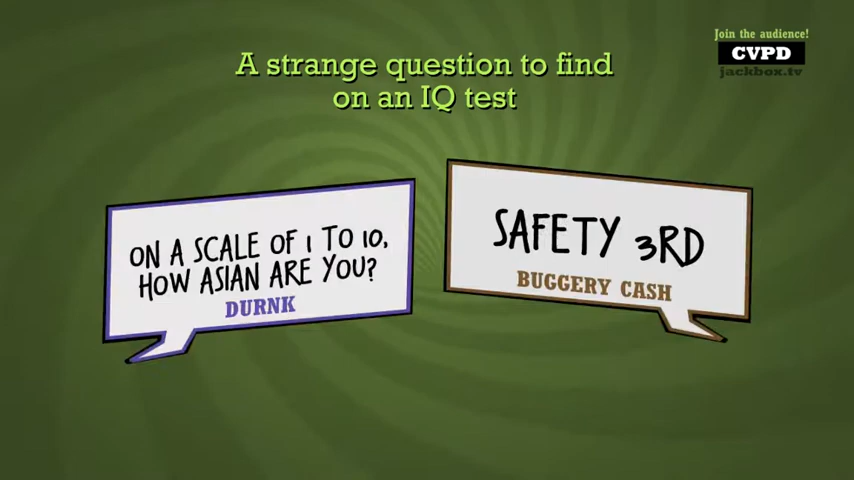 Join the audience!
CVPD
jackbox.tv
A strange question to find
on an IQ test
ON A SCALE OF 1 TO 10,
HOW ASIAN ARE YOU?
DURNK
SAFETY 3RD
BUGGERY CASH